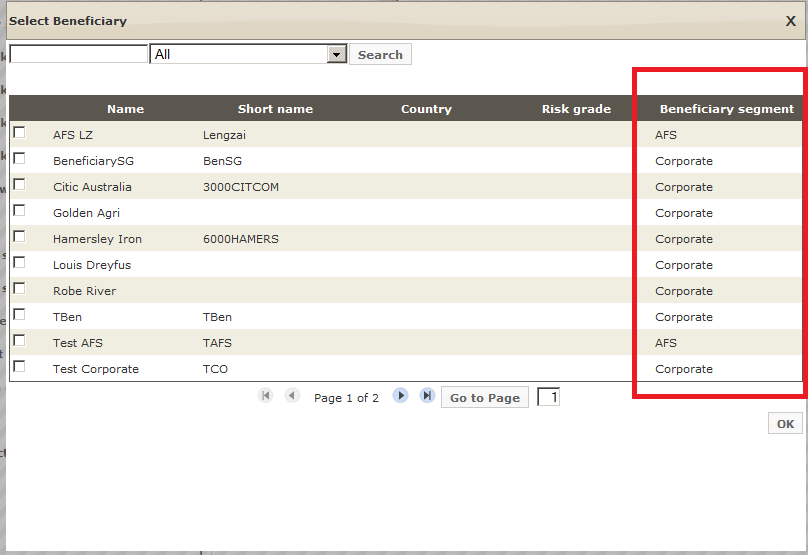 Select Beneficiary X
All Search
Name Short name Country Risk grade Beneficiary segment
AFS LZ Lengzai AFS
BeneficiarySG BenSG Corporate
Citic Australia 3000CITCOM Corporate
Golden Agri Corporate
Hamersley Iron 6000HAMERS Corporate
Louis Dreyfus Corporate
Robe River Corporate
TBen TBen Corporate
Test AFS TAFS AFS
Test Corporate TCO Corporate
Page 1 of 2 Go to Page 1
OK